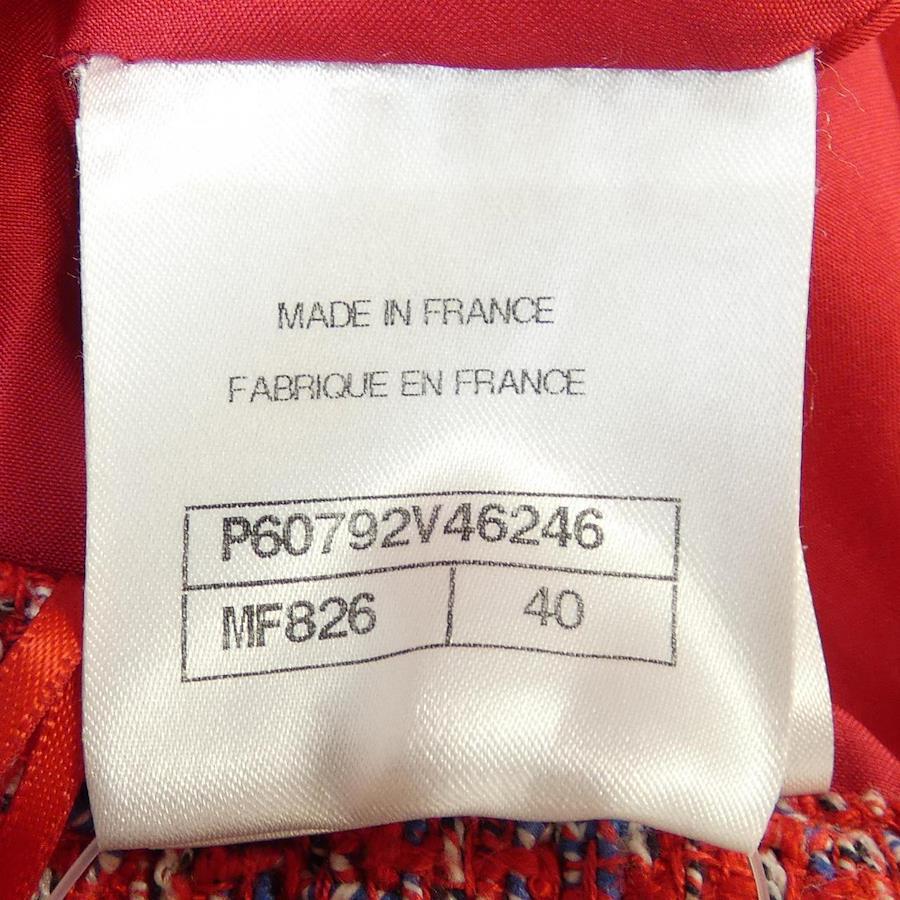 MADE IN FRANCE
FABRIQUE EN FRANCE
P60792V46246
MF826 40